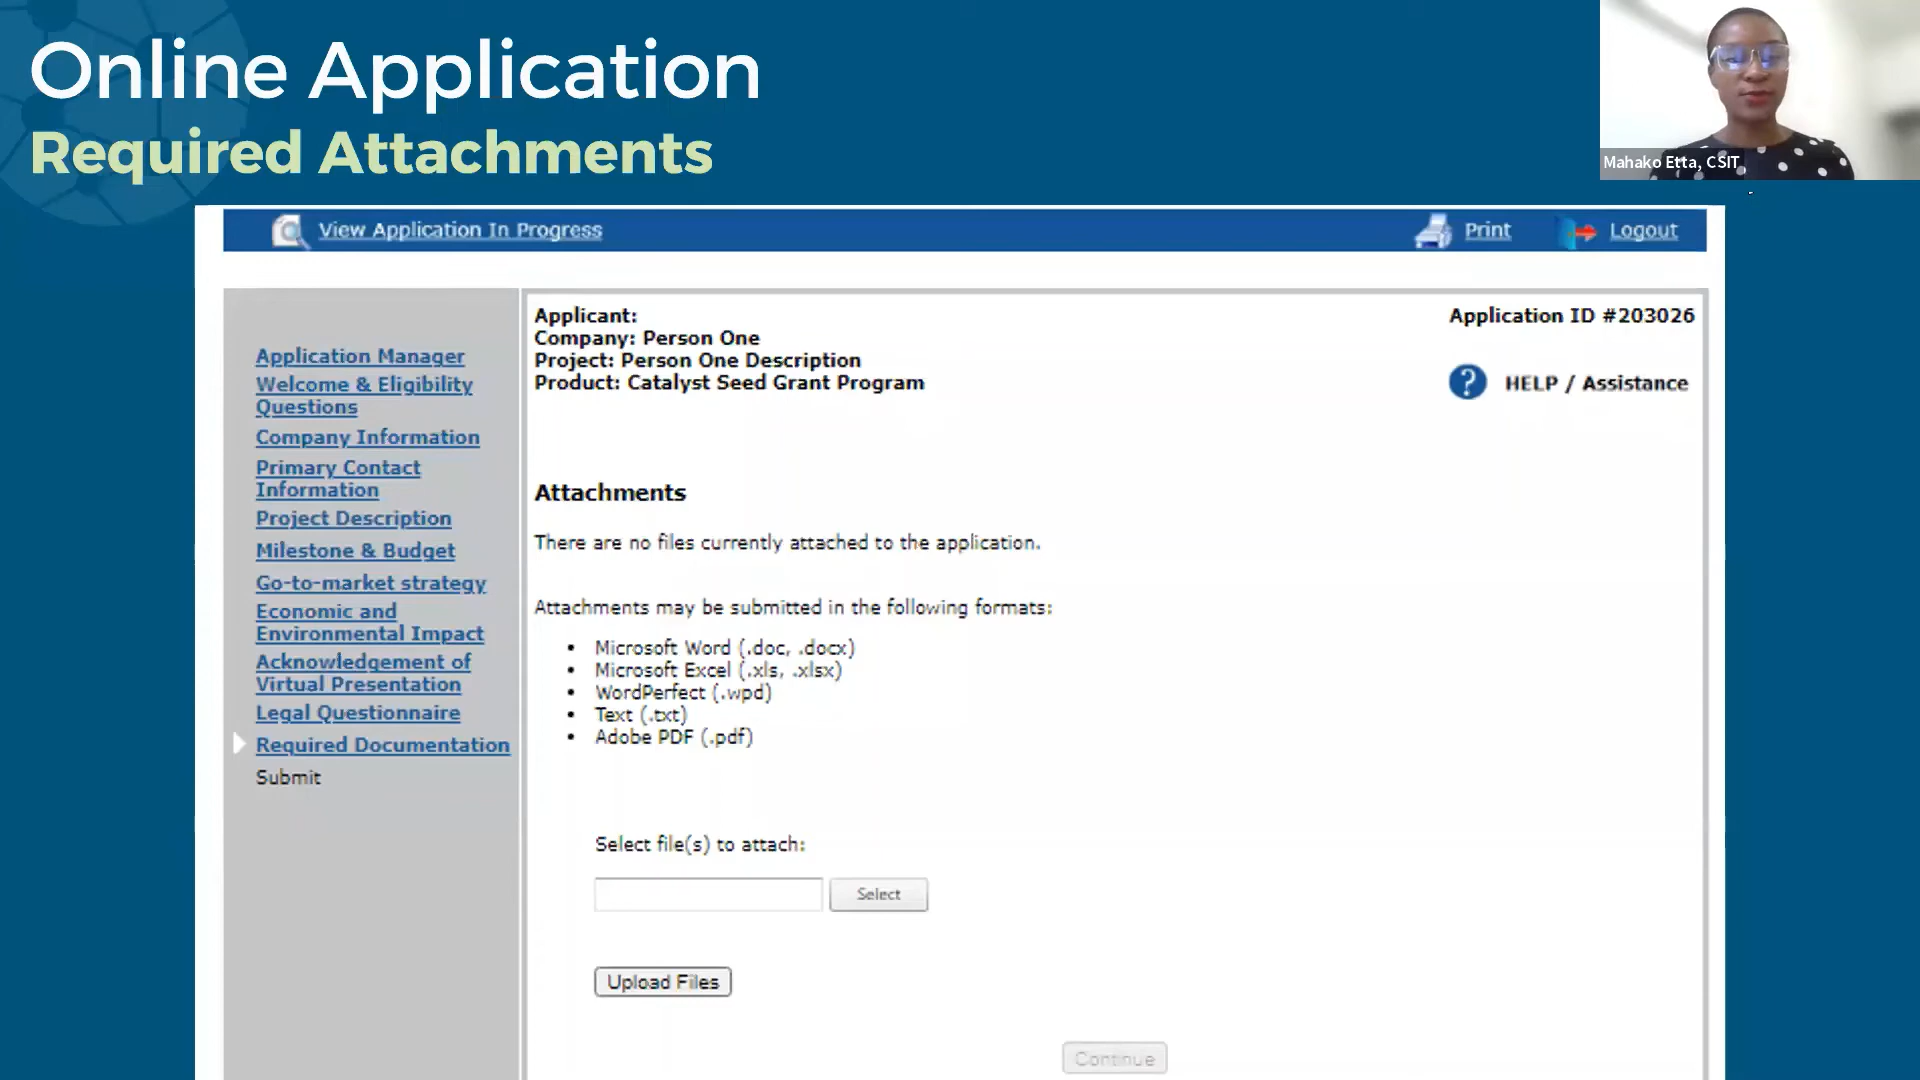 Online Application
Required Attachments
Mahako Etta, CSIT
View Application In Progress
Print
Logout
Application Manager
Welcome & Eligibility
Questions
Company Information
Primary Contact
Information
Project Description
Milestone & Budget
Go-to-market strategy
Economic and
Environmental Impact
Acknowledgement of
Virtual Presentation
Legal Questionnaire
Required Documentation
Submit
Applicant:
Company: Person One
Project: Person One Description
Product: Catalyst Seed Grant Program
Application ID #203026
? HELP / Assistance
Attachments
There are no files currently attached to the application.
Attachments may be submitted in the following formats:
• Microsoft Word (.doc, .docx)
• Microsoft Excel (.xls, .xlsx)
• WordPerfect (.wpd)
• Text (.txt)
• Adobe PDF (.pdf)
Select file(s) to attach:
Select
Upload Files
Continue